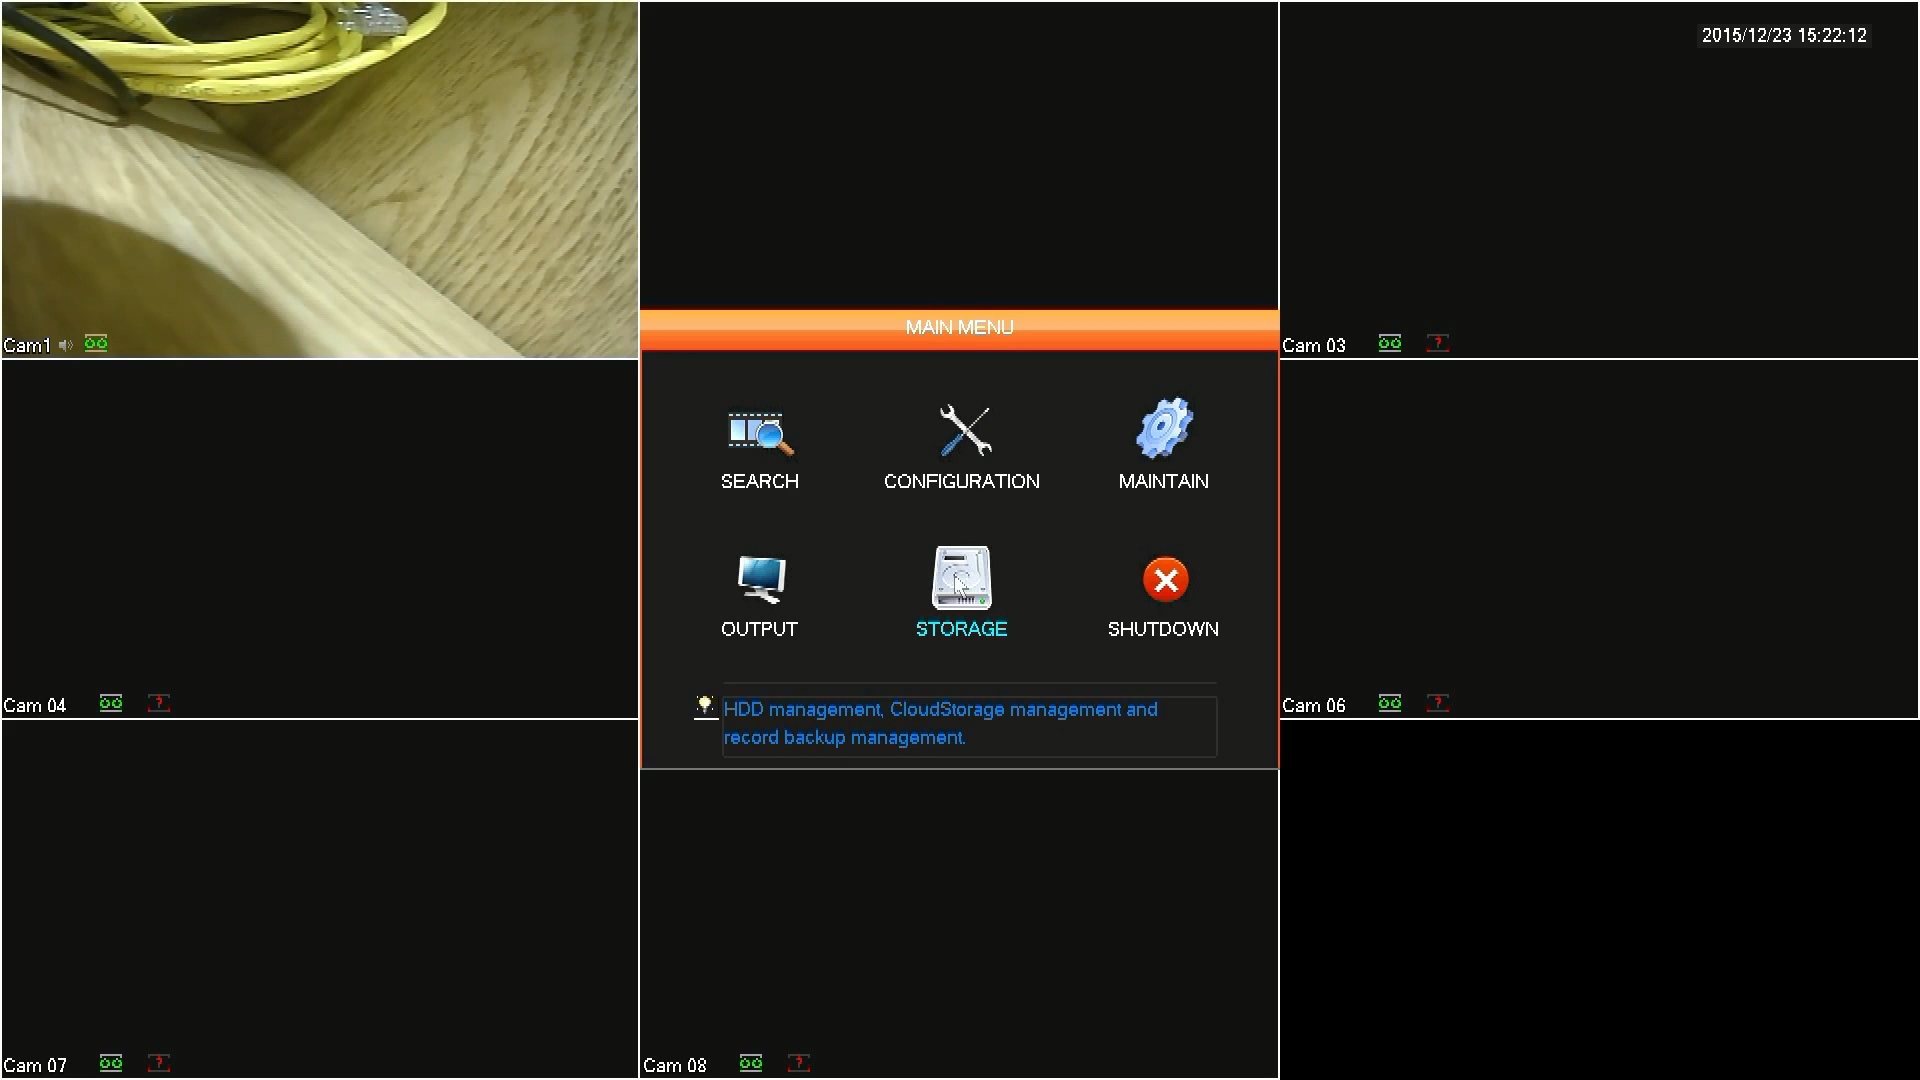 2015/12/23 15:22:12
Cam1
Cam 03
MAIN MENU
SEARCH
CONFIGURATION
MAINTAIN
OUTPUT
STORAGE
SHUTDOWN
HDD management, CloudStorage management and
record backup management.
Cam 04
Cam 06
Cam 07
Cam 08